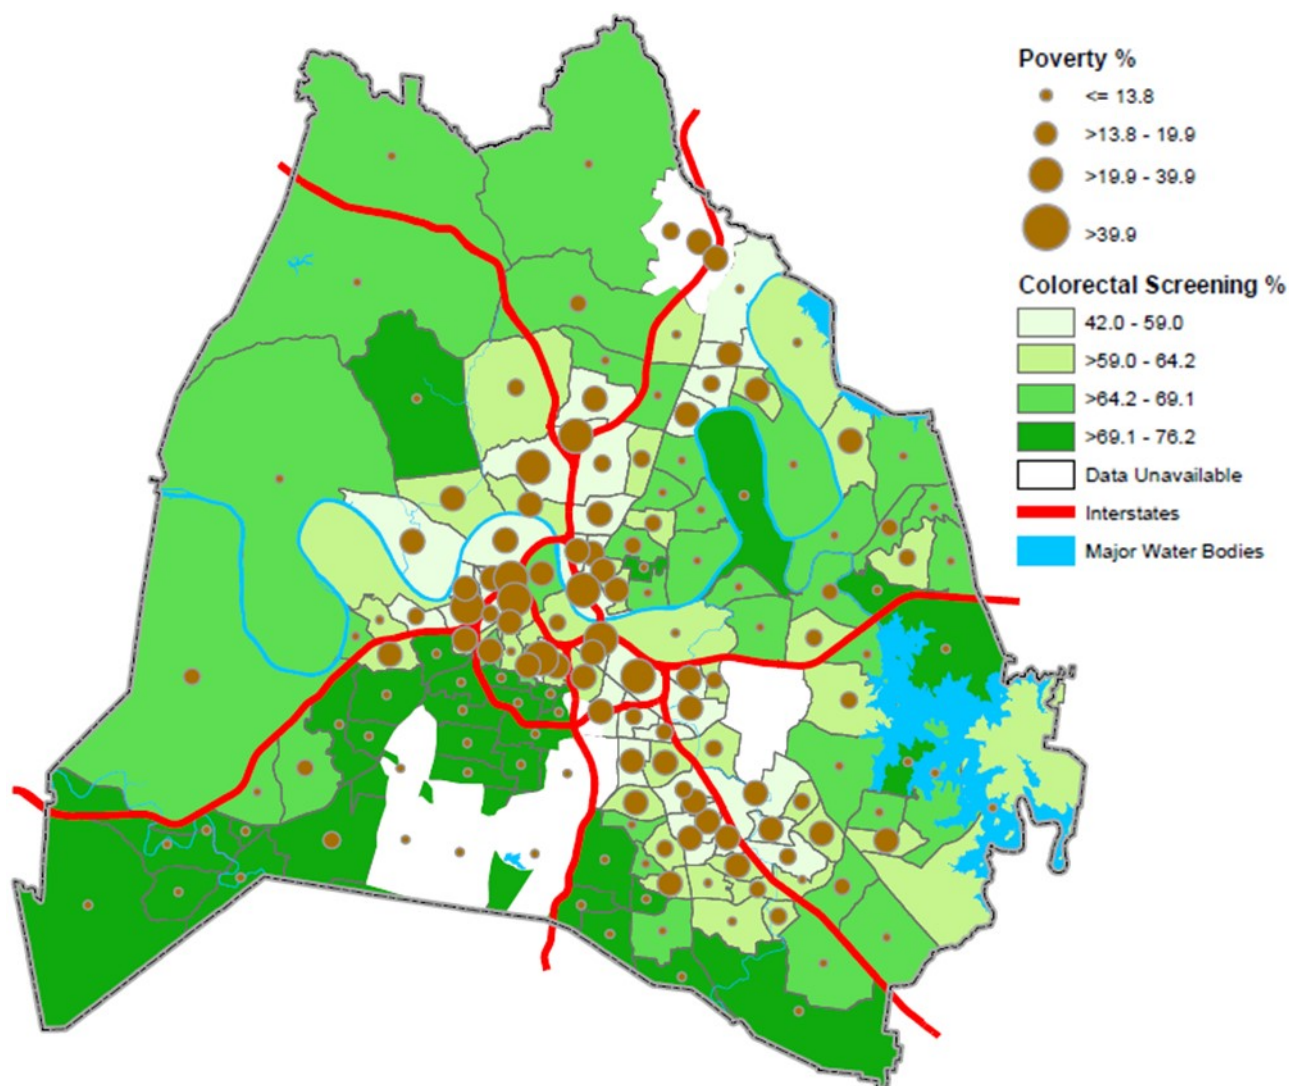 Poverty %
<= 13.8
>13.8 - 19.9
>19.9 - 39.9
>39.9
Colorectal Screening %
42.0 - 59.0
>59.0 - 64.2
>64.2 - 69.1
>69.1 - 76.2
Data Unavailable
Interstates
Major Water Bodies